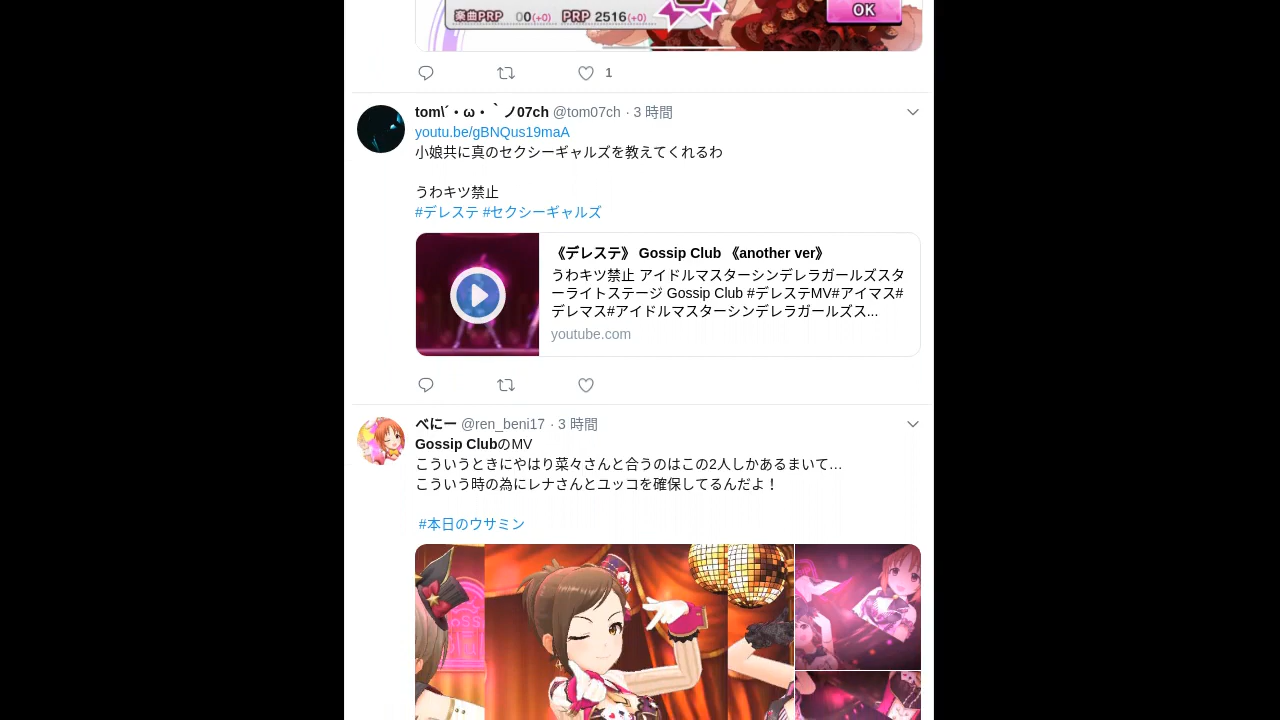 楽曲PRP 00(+0) PRP 2516(+0)
OK
1
tom\´・ω・｀ノ07ch @tom07ch · 3 時間
youtu.be/gBNQus19maA
小娘共に真のセクシーギャルズを教えてくれるわ
うわキツ禁止
#デレステ #セクシーギャルズ
《デレステ》 Gossip Club 《another ver》
うわキツ禁止 アイドルマスターシンデレラガールズスタ
ーライトステージ Gossip Club #デレステMV#アイマス#
デレマス#アイドルマスターシンデレラガールズス...
youtube.com
べにー @ren_beni17 · 3 時間
Gossip ClubのMV
こういうときにやはり菜々さんと合うのはこの2人しかあるまいて…
こういう時の為にレナさんとユッコを確保してるんだよ！
#本日のウサミン